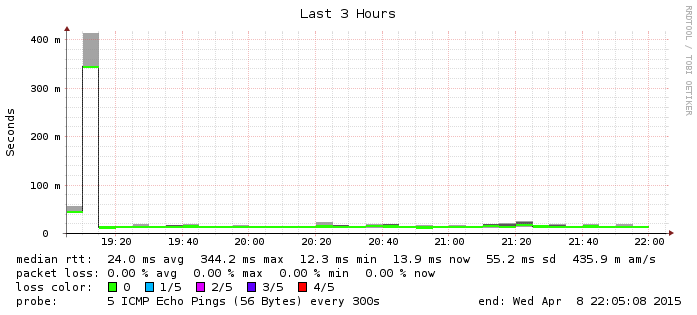 Last 3 Hours
RRDTOOL / TOBI OETIKER
Seconds
400 m
300 m
200 m
100 m
0
19:20 19:40 20:00 20:20 20:40 21:00 21:20 21:40 22:00
median rtt: 24.0 ms avg 344.2 ms max 12.3 ms min 13.9 ms now 55.2 ms sd 435.9 m am/s
packet loss: 0.00 % avg 0.00 % max 0.00 % min 0.00 % now
loss color: 0 1/5 2/5 3/5 4/5
probe: 5 ICMP Echo Pings (56 Bytes) every 300s end: Wed Apr 8 22:05:08 2015